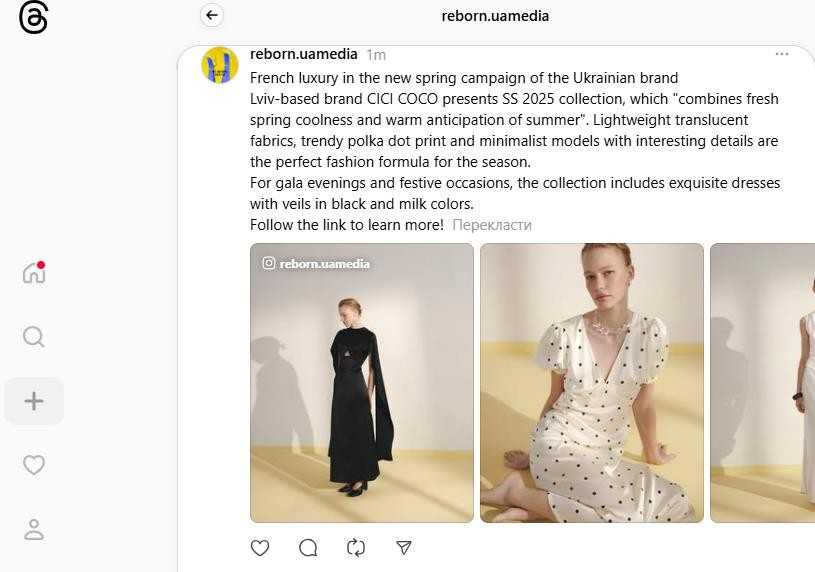 reborn.uamedia
reborn.uamedia 1m
French luxury in the new spring campaign of the Ukrainian brand
Lviv-based brand CICI COCO presents SS 2025 collection, which "combines fresh
spring coolness and warm anticipation of summer". Lightweight translucent
fabrics, trendy polka dot print and minimalist models with interesting details are
the perfect fashion formula for the season.
For gala evenings and festive occasions, the collection includes exquisite dresses
with veils in black and milk colors.
Follow the link to learn more! Перекласти
reborn.uamedia